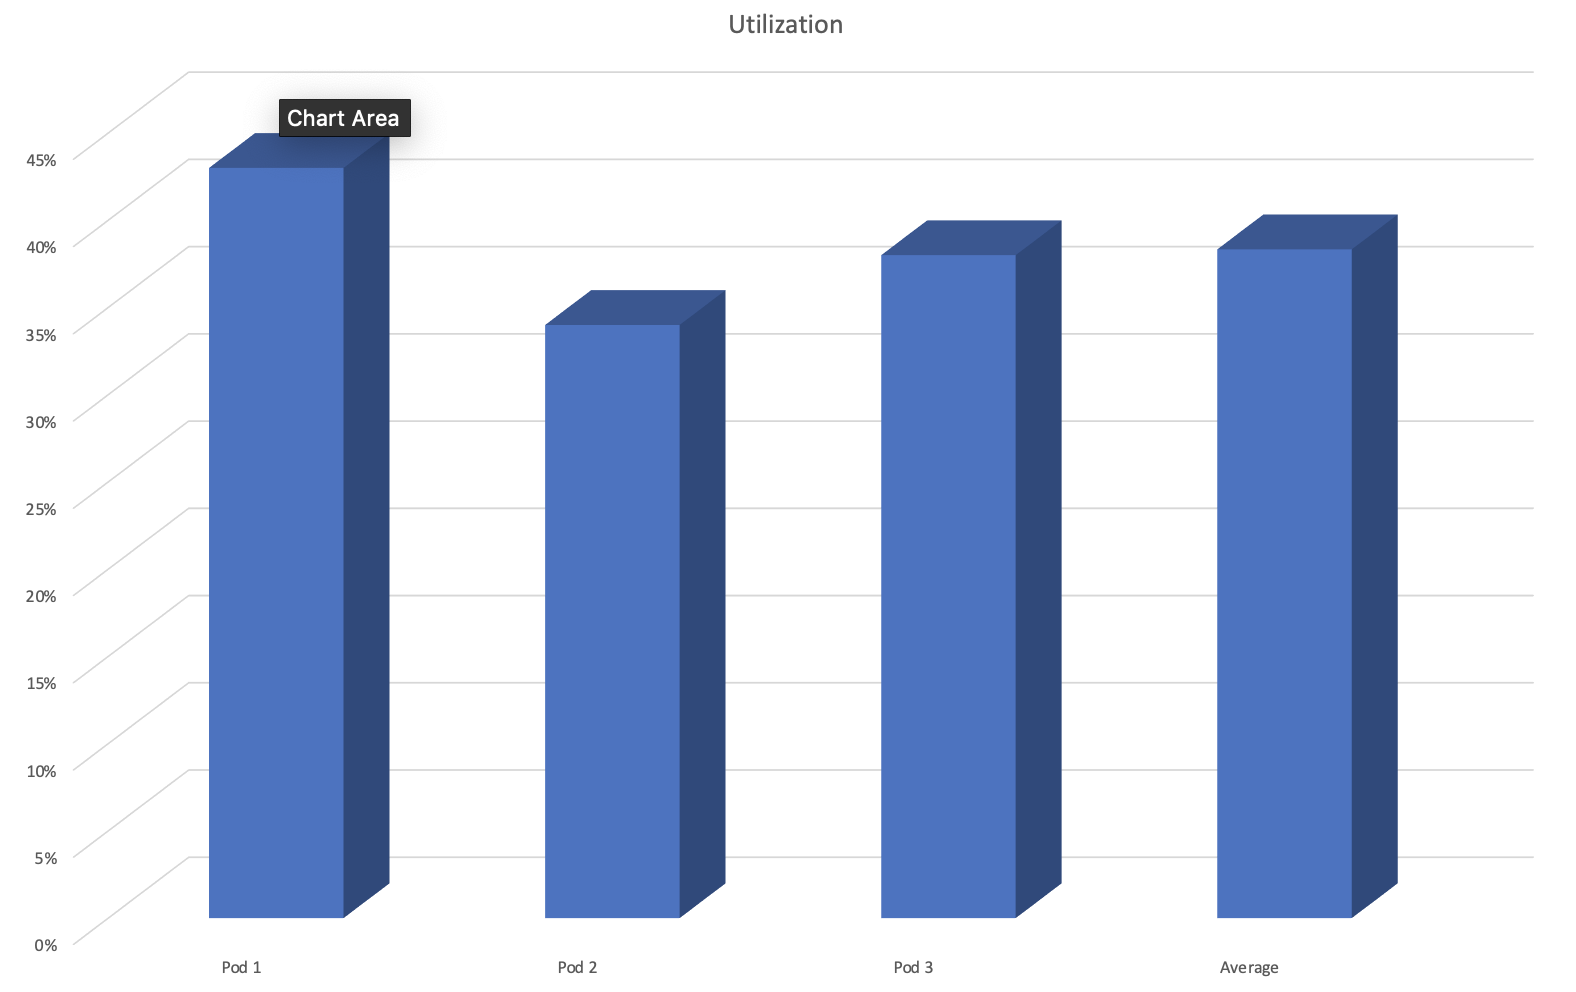 Utilization
Chart Area
45%
40%
35%
30%
25%
20%
15%
10%
5%
0%
Pod 1
Pod 2
Pod 3
Average